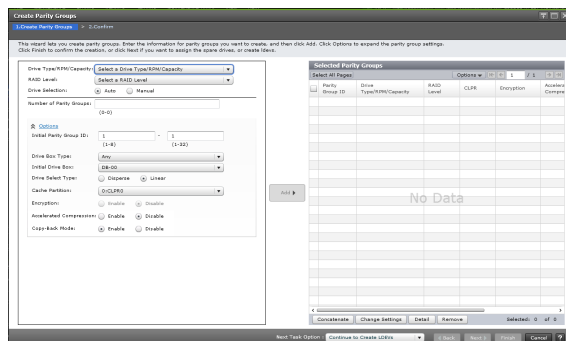 Create Parity Groups
1.Create Parity Groups > 2.Confirm
This wizard lets you create parity groups. Enter the information for parity groups you want to create, and then click Add. Click Options to expand the parity group settings.
Click Finish to confirm the creation, or click Next if you want to assign the spare drives, or create ldevs.
Drive Type/RPM/Capacity: Select a Drive Type/RPM/Capacity
RAID Level: Select a RAID Level
Drive Selection: Auto Manual
Number of Parity Groups:
(0-0)
Options
Initial Parity Group ID: 1 - 1
(1-8) (1-32)
Drive Box Type: Any
Initial Drive Box: DB-00
Drive Select Type: Disperse Linear
Cache Partition: 0:CLPR0
Encryption: Enable Disable
Accelerated Compression: Enable Disable
Copy-Back Mode: Enable Disable
Add
Selected Parity Groups
Select All Pages Options 1 / 1
Parity Group ID Drive Type/RPM/Capacity RAID Level CLPR Encryption Accelera Compre
No Data
Concatenate Change Settings Detail Remove Selected: 0 of 0
Next Task Option: Continue to Create LDEVs Back Next Finish Cancel ?